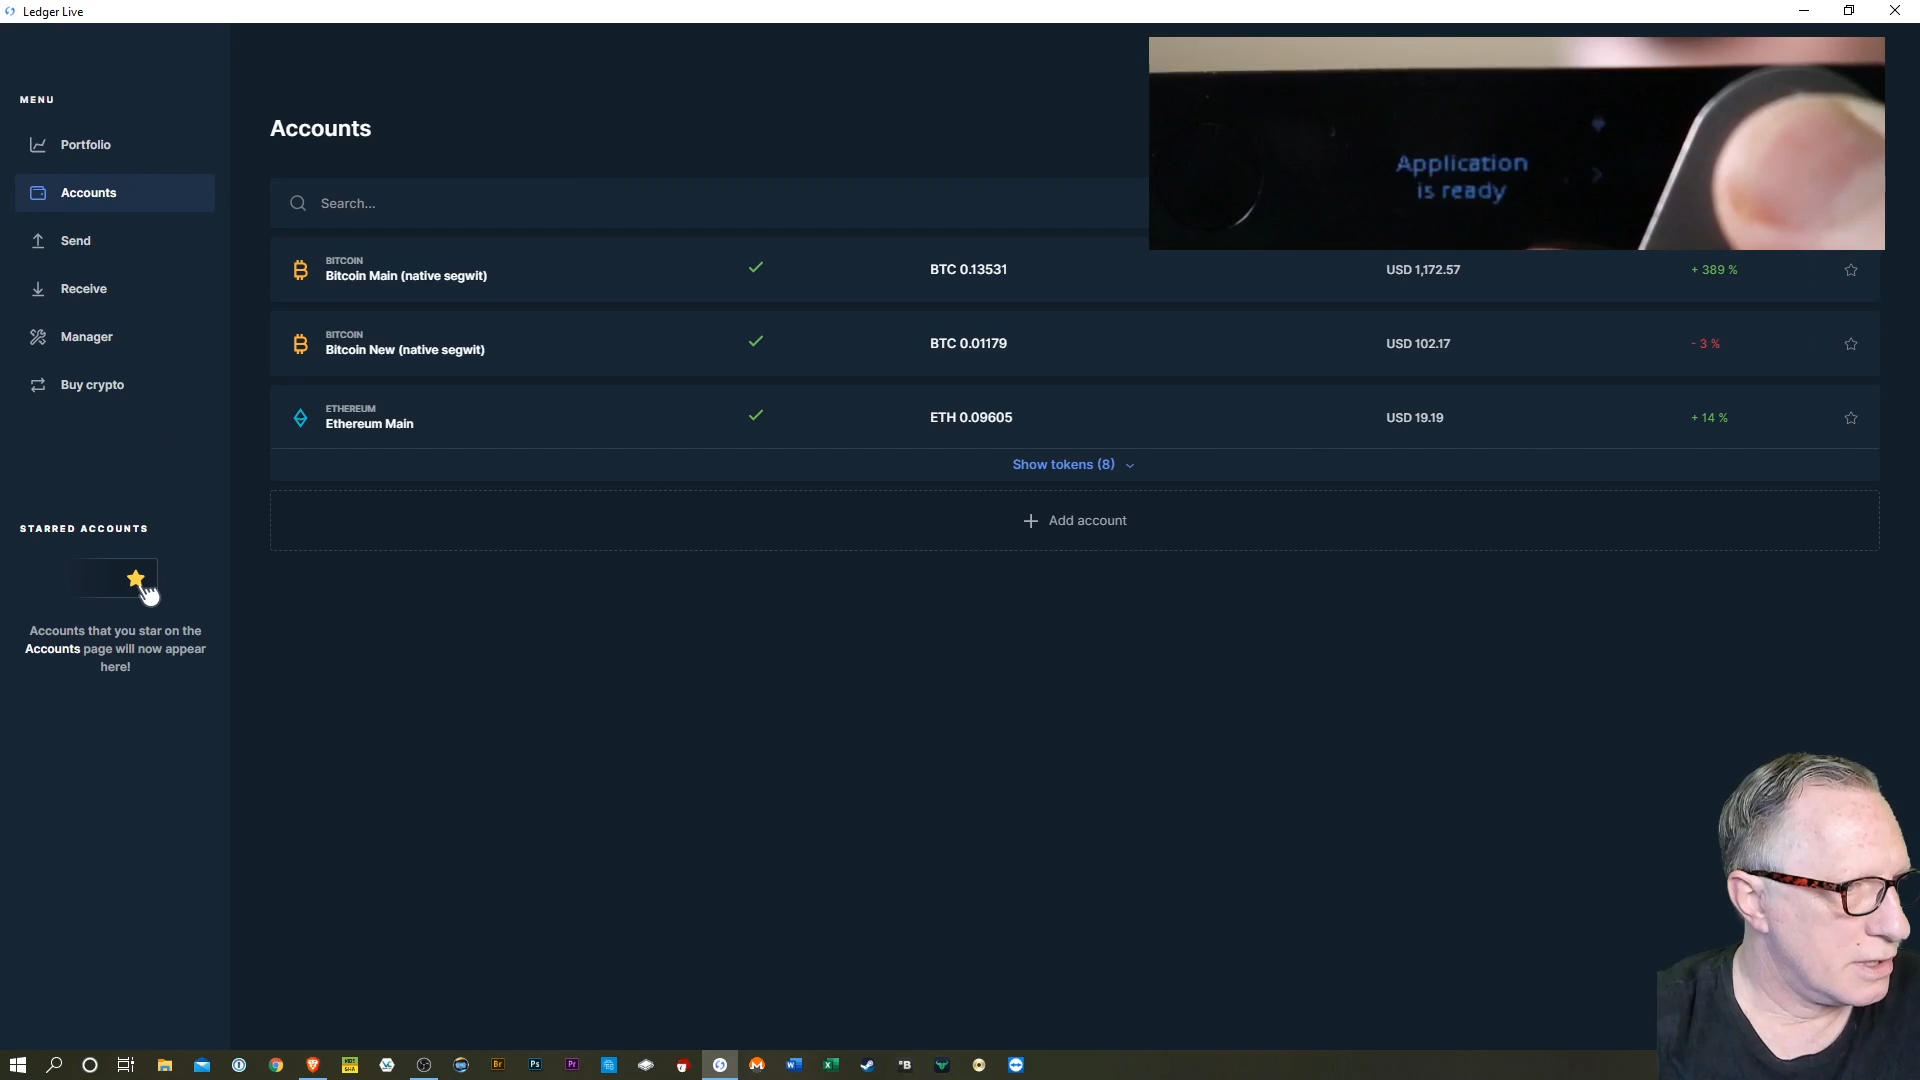 Ledger Live
MENU
Portfolio
Accounts
Send
Receive
Manager
Buy crypto
STARRED ACCOUNTS
Accounts that you star on the
Accounts page will now appear
here!
Accounts
Search...
Application
is ready
BITCOIN
Bitcoin Main (native segwit)
BTC 0.13531
USD 1,172.57
+ 389 %
BITCOIN
Bitcoin New (native segwit)
BTC 0.01179
USD 102.17
- 3 %
ETHEREUM
Ethereum Main
ETH 0.09605
USD 19.19
+ 14 %
Show tokens (8)
Add account
Br
Ps
Pr